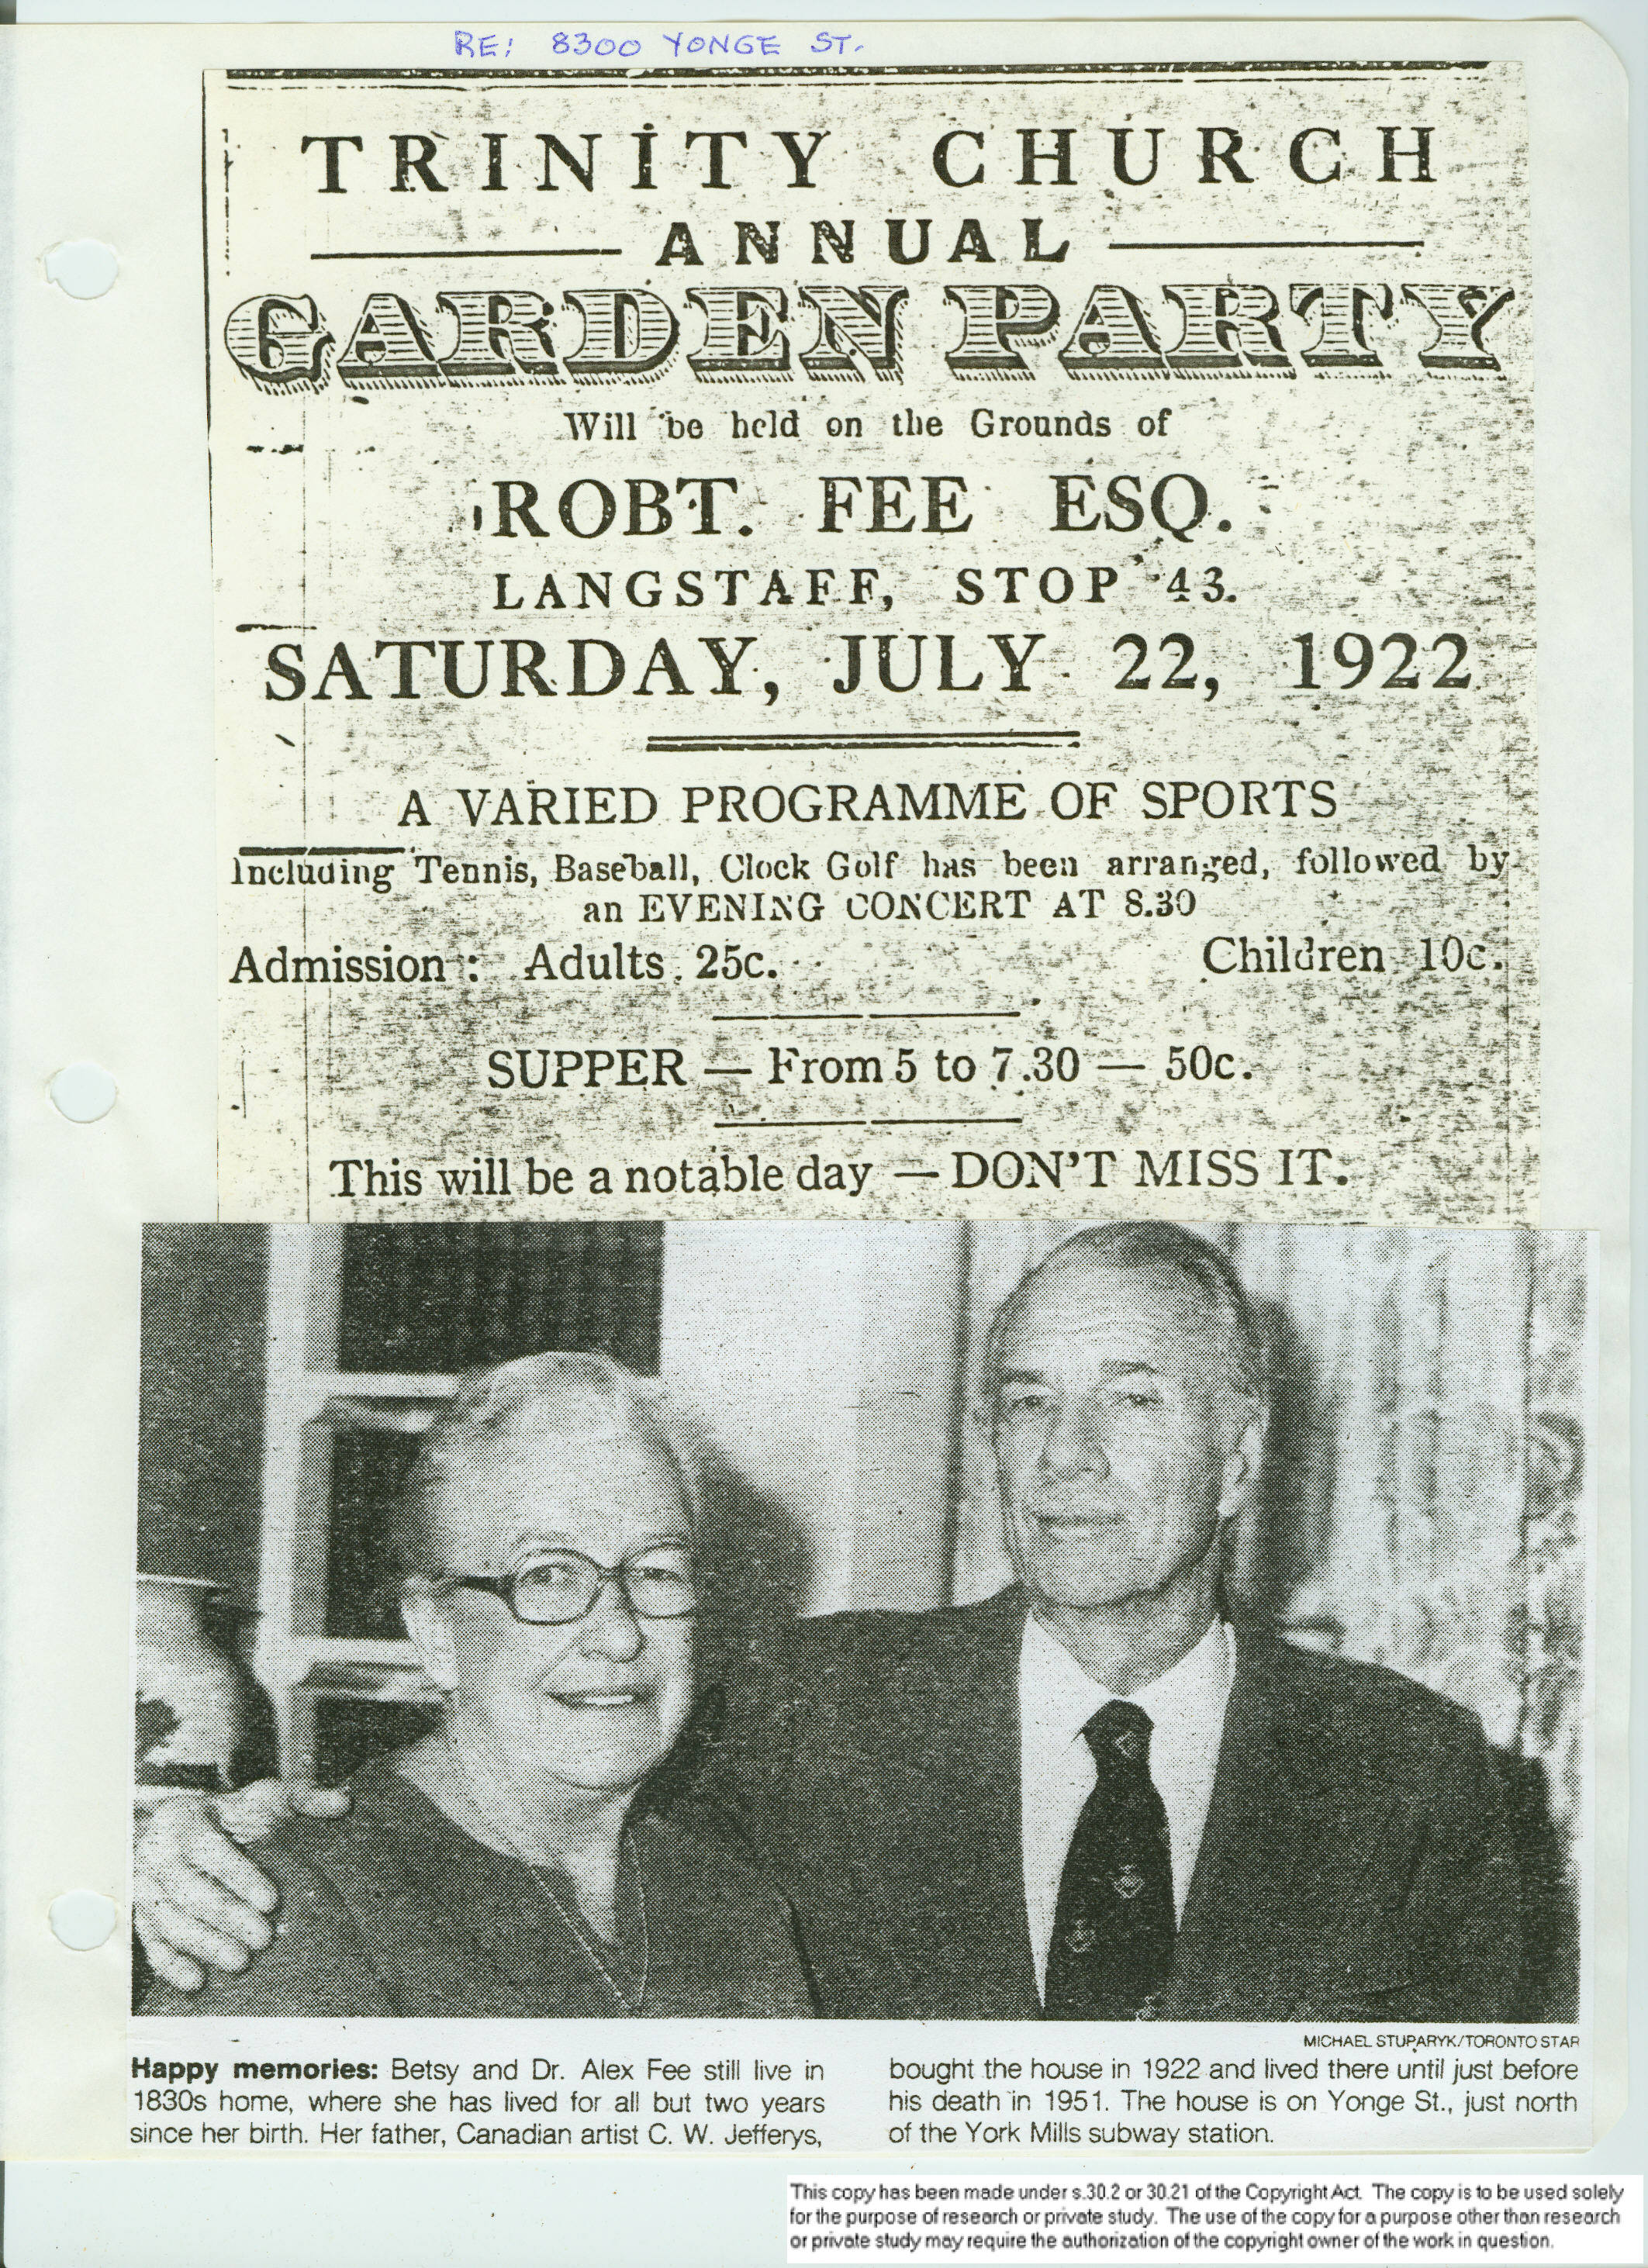 RE: 8300 YONGE ST.
TRINITY CHURCH
ANNUAL
GARDEN PARTY
Will be held on the Grounds of
ROBT. FEE ESQ.
LANGSTAFF, STOP 43.
SATURDAY, JULY 22, 1922
A VARIED PROGRAMME OF SPORTS
Including Tennis, Baseball, Clock Golf has been arranged, followed by
an EVENING CONCERT AT 8.30
Admission : Adults 25c. Children 10c.
SUPPER — From 5 to 7.30 — 50c.
This will be a notable day — DON'T MISS IT.
MICHAEL STUPARYK/TORONTO STAR
Happy memories: Betsy and Dr. Alex Fee still live in
1830s home, where she has lived for all but two years
since her birth. Her father, Canadian artist C. W. Jefferys,
bought the house in 1922 and lived there until just before
his death in 1951. The house is on Yonge St., just north
of the York Mills subway station.
This copy has been made under s.30.2 or 30.21 of the Copyright Act. The copy is to be used solely
for the purpose of research or private study. The use of the copy for a purpose other than research
or private study may require the authorization of the copyright owner of the work in question.